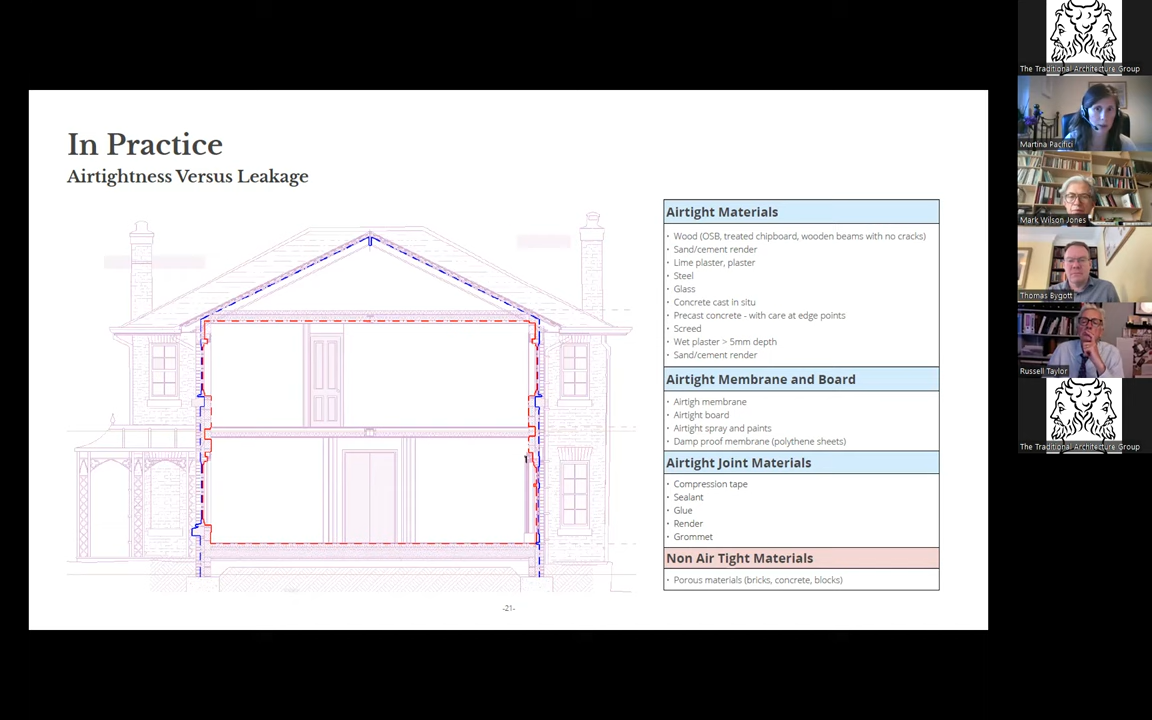 In Practice
Airtightness Versus Leakage
Airtight Materials
• Wood (OSB, treated chipboard, wooden beams with no cracks)
• Sand/cement render
• Lime plaster, plaster
• Steel
• Glass
• Concrete cast in situ
• Precast concrete - with care at edge points
• Screed
• Wet plaster > 5mm depth
• Sand/cement render
Airtight Membrane and Board
• Airtigh membrane
• Airtight board
• Airtight spray and paints
• Damp proof membrane (polythene sheets)
Airtight Joint Materials
• Compression tape
• Sealant
• Glue
• Render
• Grommet
Non Air Tight Materials
• Porous materials (bricks, concrete, blocks)
-21-
The Traditional Architecture Group
Martina Pacifici
Mark Wilson Jones
Thomas Bygott
Russell Taylor
The Traditional Architecture Group